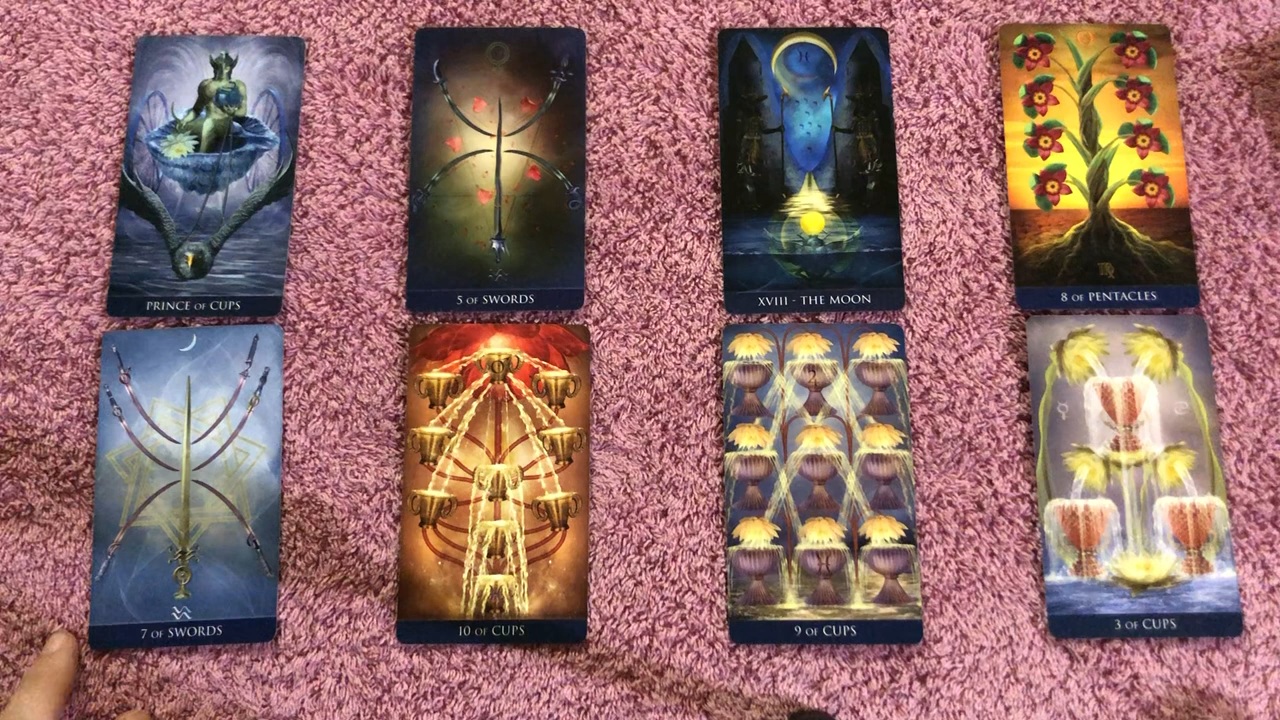 PRINCE OF CUPS
5 OF SWORDS
XVIII - THE MOON
8 OF PENTACLES
7 OF SWORDS
10 OF CUPS
9 OF CUPS
3 OF CUPS